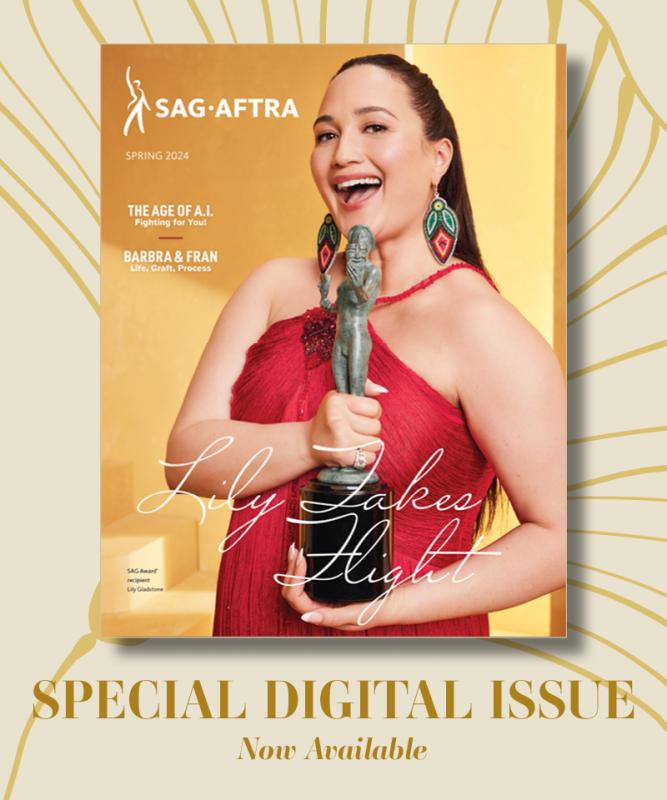 SAG·AFTRA
SPRING 2024
THE AGE OF A.I.
Fighting for You!
BARBRA & FRAN
Life, Craft, Process
Lily Takes
Flight
SAG Award®
recipient
Lily Gladstone
SPECIAL DIGITAL ISSUE
Now Available